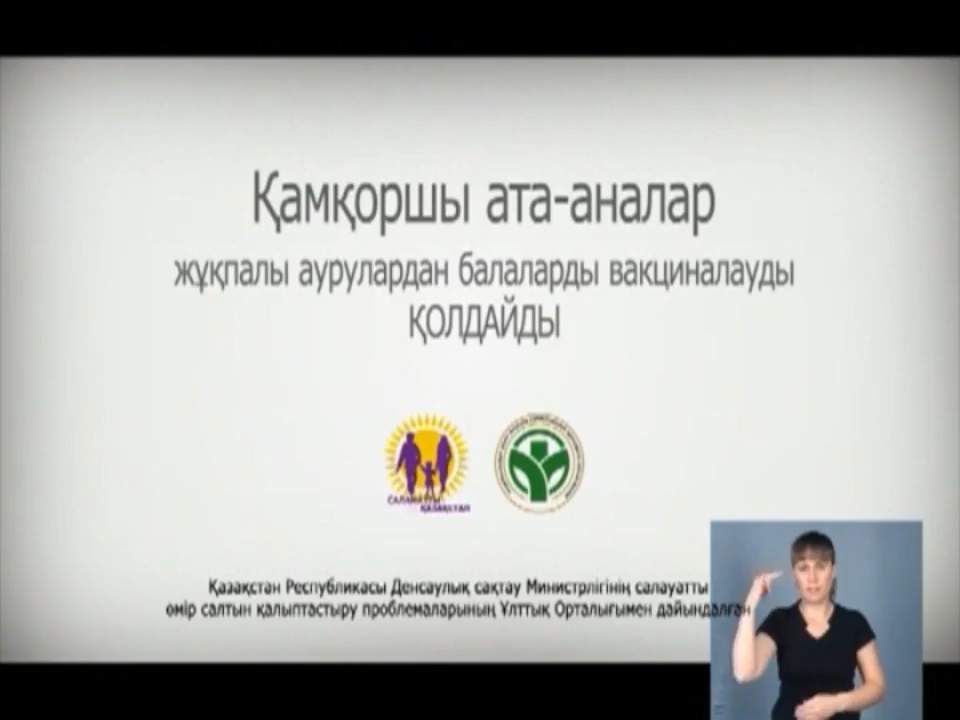 Қамқоршы ата-аналар
жұқпалы аурулардан балаларды вакциналауды
ҚОЛДАЙДЫ
САЛАМАТТЫ
ҚАЗАҚСТАН
Қазақстан Республикасы Денсаулық сақтау Министрлігінің салауатты
өмір салтын қалыптастыру проблемаларының Ұлттық Орталығымен дайындалған